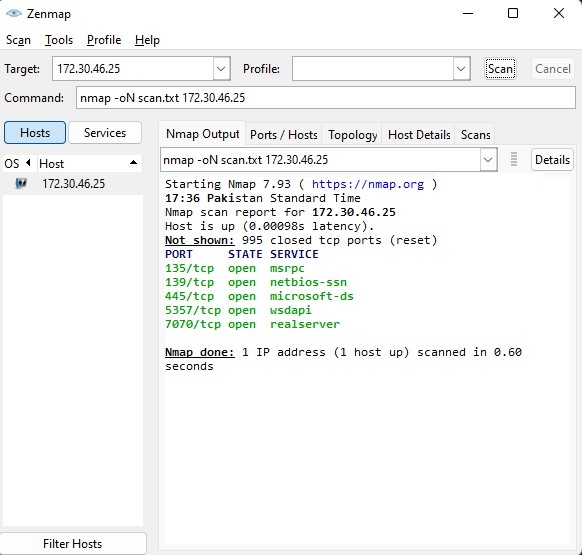 Zenmap
Scan Tools Profile Help
Target: 172.30.46.25 Profile: Scan Cancel
Command: nmap -oN scan.txt 172.30.46.25
Hosts Services
Nmap Output Ports / Hosts Topology Host Details Scans
OS Host
172.30.46.25
nmap -oN scan.txt 172.30.46.25 Details
Starting Nmap 7.93 ( https://nmap.org )
17:36 Pakistan Standard Time
Nmap scan report for 172.30.46.25
Host is up (0.00098s latency).
Not shown: 995 closed tcp ports (reset)
PORT STATE SERVICE
135/tcp open msrpc
139/tcp open netbios-ssn
445/tcp open microsoft-ds
5357/tcp open wsdapi
7070/tcp open realserver
Nmap done: 1 IP address (1 host up) scanned in 0.60
seconds
Filter Hosts